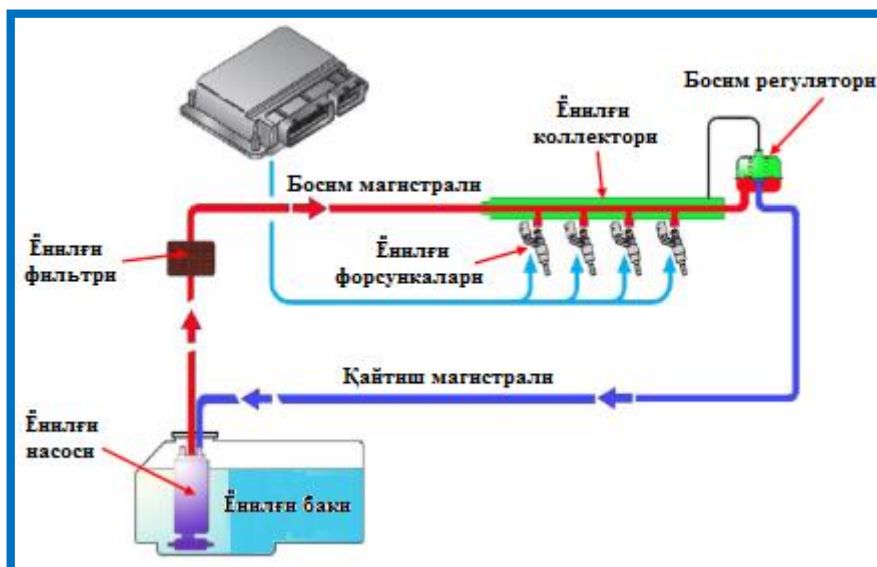 Босим регулятори
Ёнилғи
коллектори
Босим магистрали
Ёнилғи
фильтри
Ёнилғи
форсункалари
Қайтиш магистрали
Ёнилғи
насоси
Ёнилғи баки